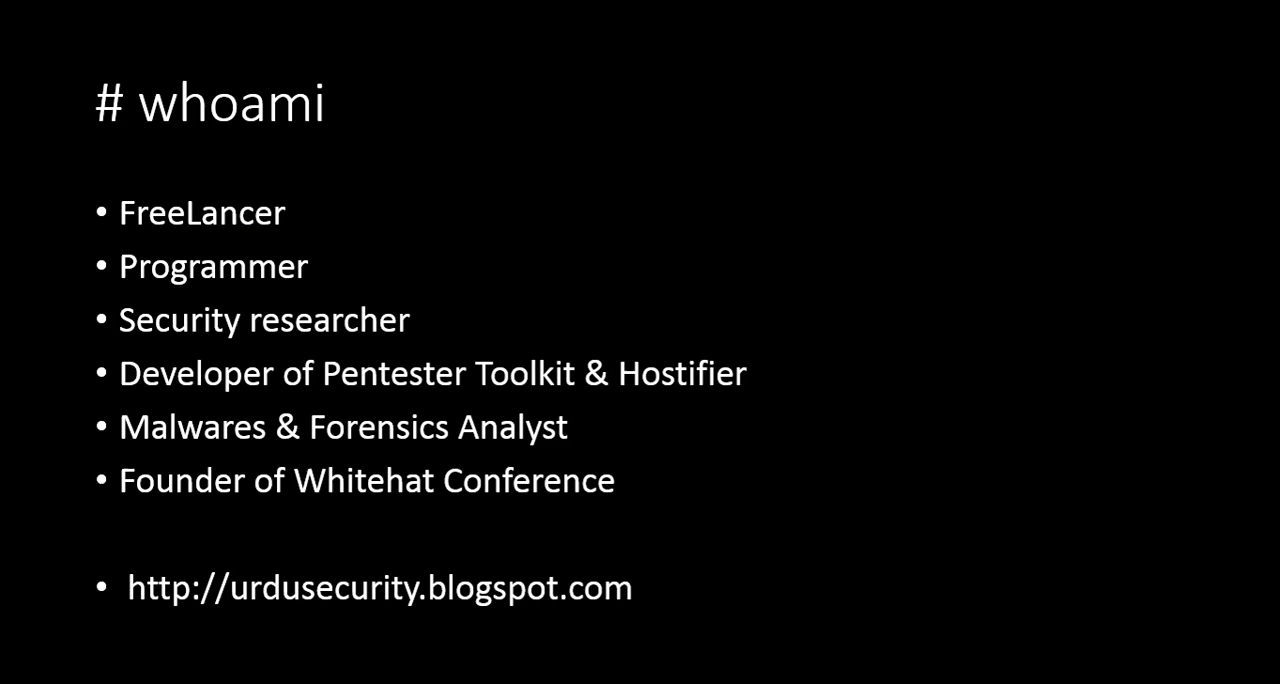 # whoami
• FreeLancer
• Programmer
• Security researcher
• Developer of Pentester Toolkit & Hostifier
• Malwares & Forensics Analyst
• Founder of Whitehat Conference
• http://urdusecurity.blogspot.com